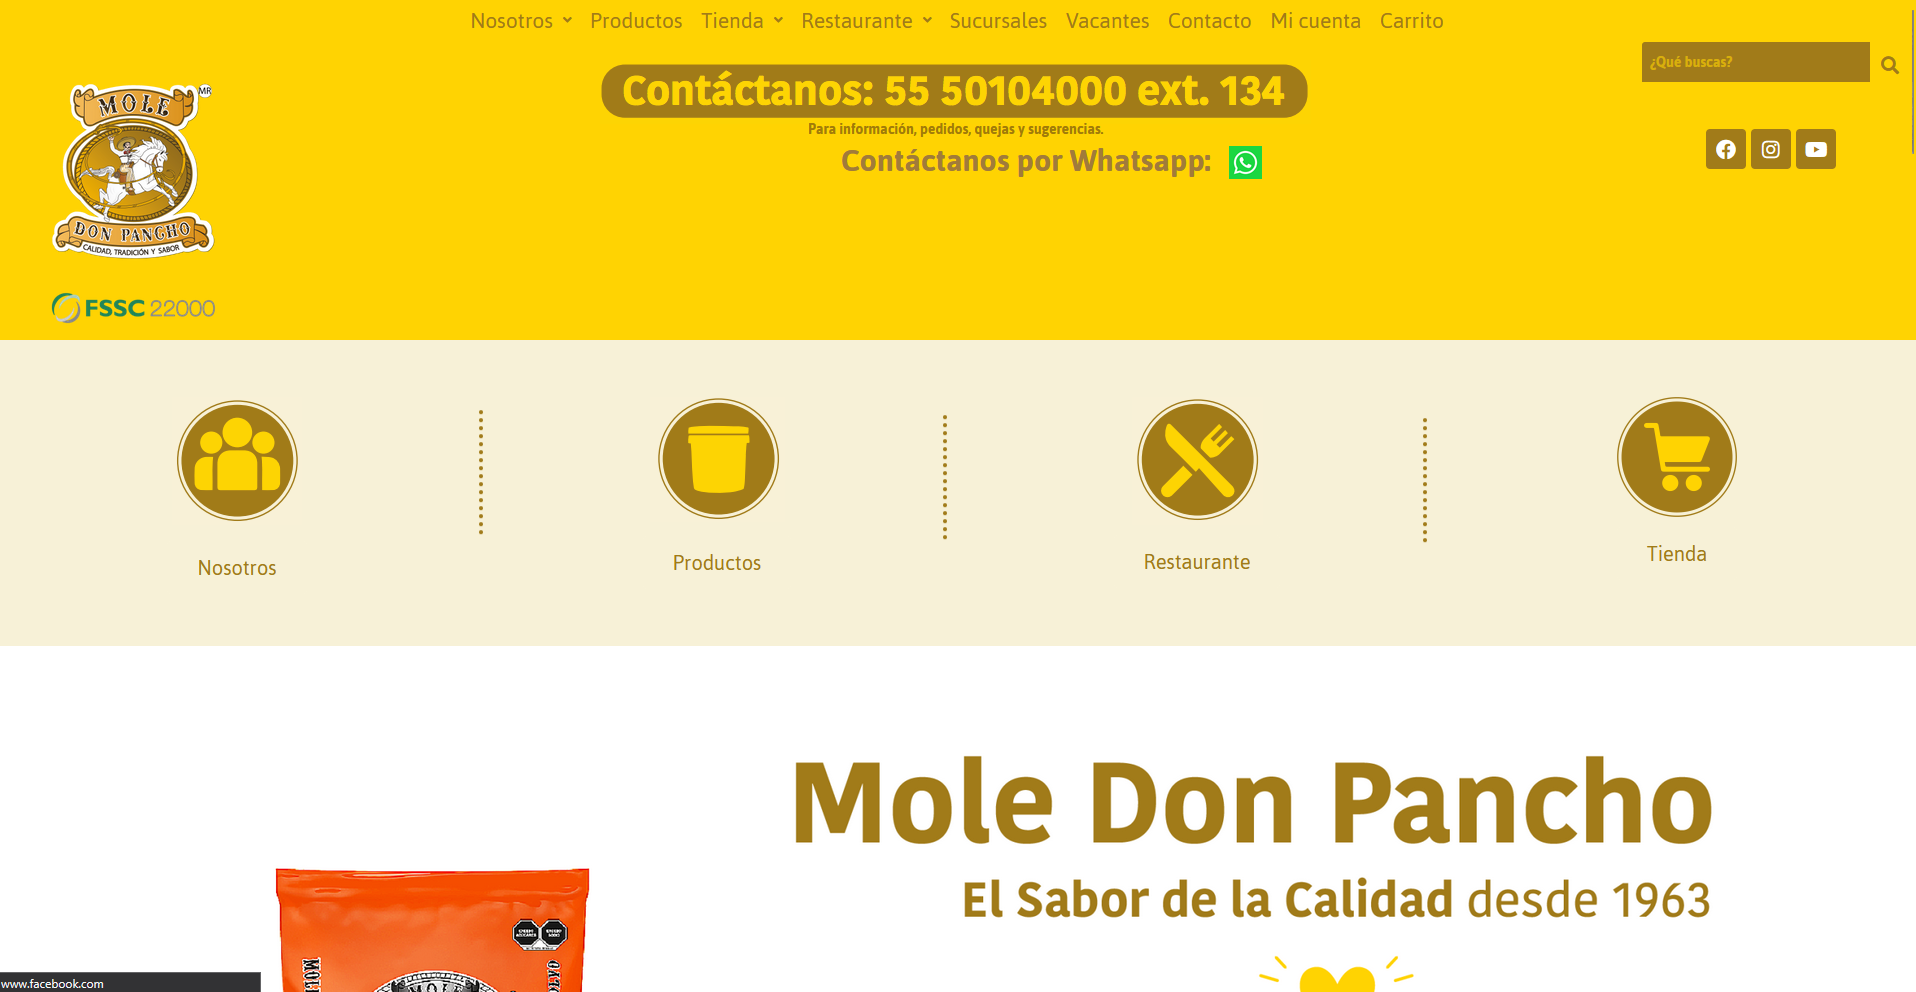 Nosotros Productos Tienda Restaurante Sucursales Vacantes Contacto Mi cuenta Carrito
¿Qué buscas?
Contáctanos: 55 50104000 ext. 134
Para información, pedidos, quejas y sugerencias.
Contáctanos por Whatsapp:
MOLE
MR
DON PANCHO
CALIDAD, TRADICIÓN Y SABOR
FSSC 22000
Nosotros
Productos
Restaurante
Tienda
Mole Don Pancho
El Sabor de la Calidad desde 1963
MOLE
www.facebook.com